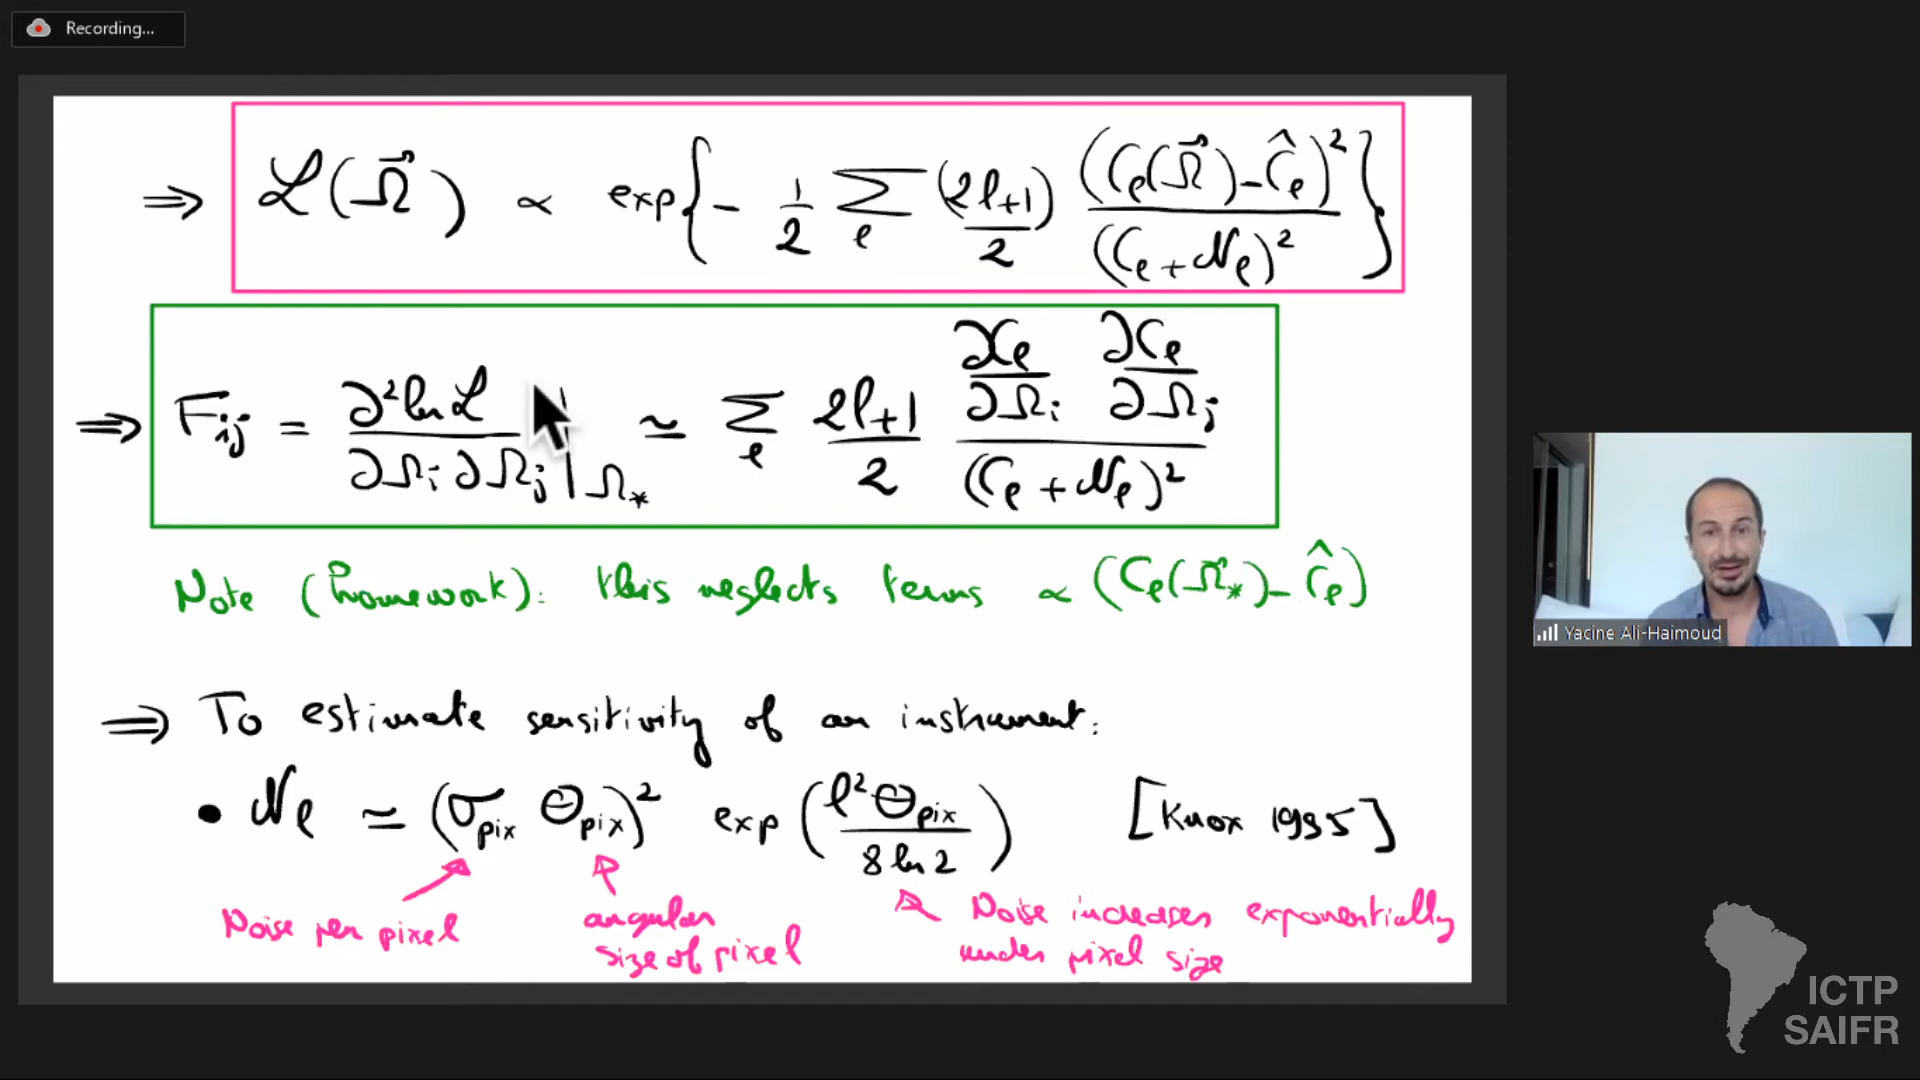 Recording...
⇒ ℒ(Ω⃗) ∝ exp{ - 1/2 Σ_ℓ (2ℓ+1)/2 (C_ℓ(Ω⃗) - Ĉ_ℓ)² / (C_ℓ + N_ℓ)² }
⇒ F_ij = ∂²lnℒ / ∂Ω_i ∂Ω_j |_Ω* ≃ Σ_ℓ (2ℓ+1)/2 (∂C_ℓ/∂Ω_i ∂C_ℓ/∂Ω_j) / (C_ℓ + N_ℓ)²
Note (homework): this neglects terms ∝ (C_ℓ(Ω⃗_*) - Ĉ_ℓ)
⇒ To estimate sensitivity of an instrument:
• N_ℓ ≃ (σ_pix Θ_pix)² exp(ℓ²Θ_pix / 8 ln 2) [Knox 1995]
Noise per pixel
angular
size of pixel
Noise increases exponentially
under pixel size
Yacine Ali-Haimoud
ICTP
SAIFR